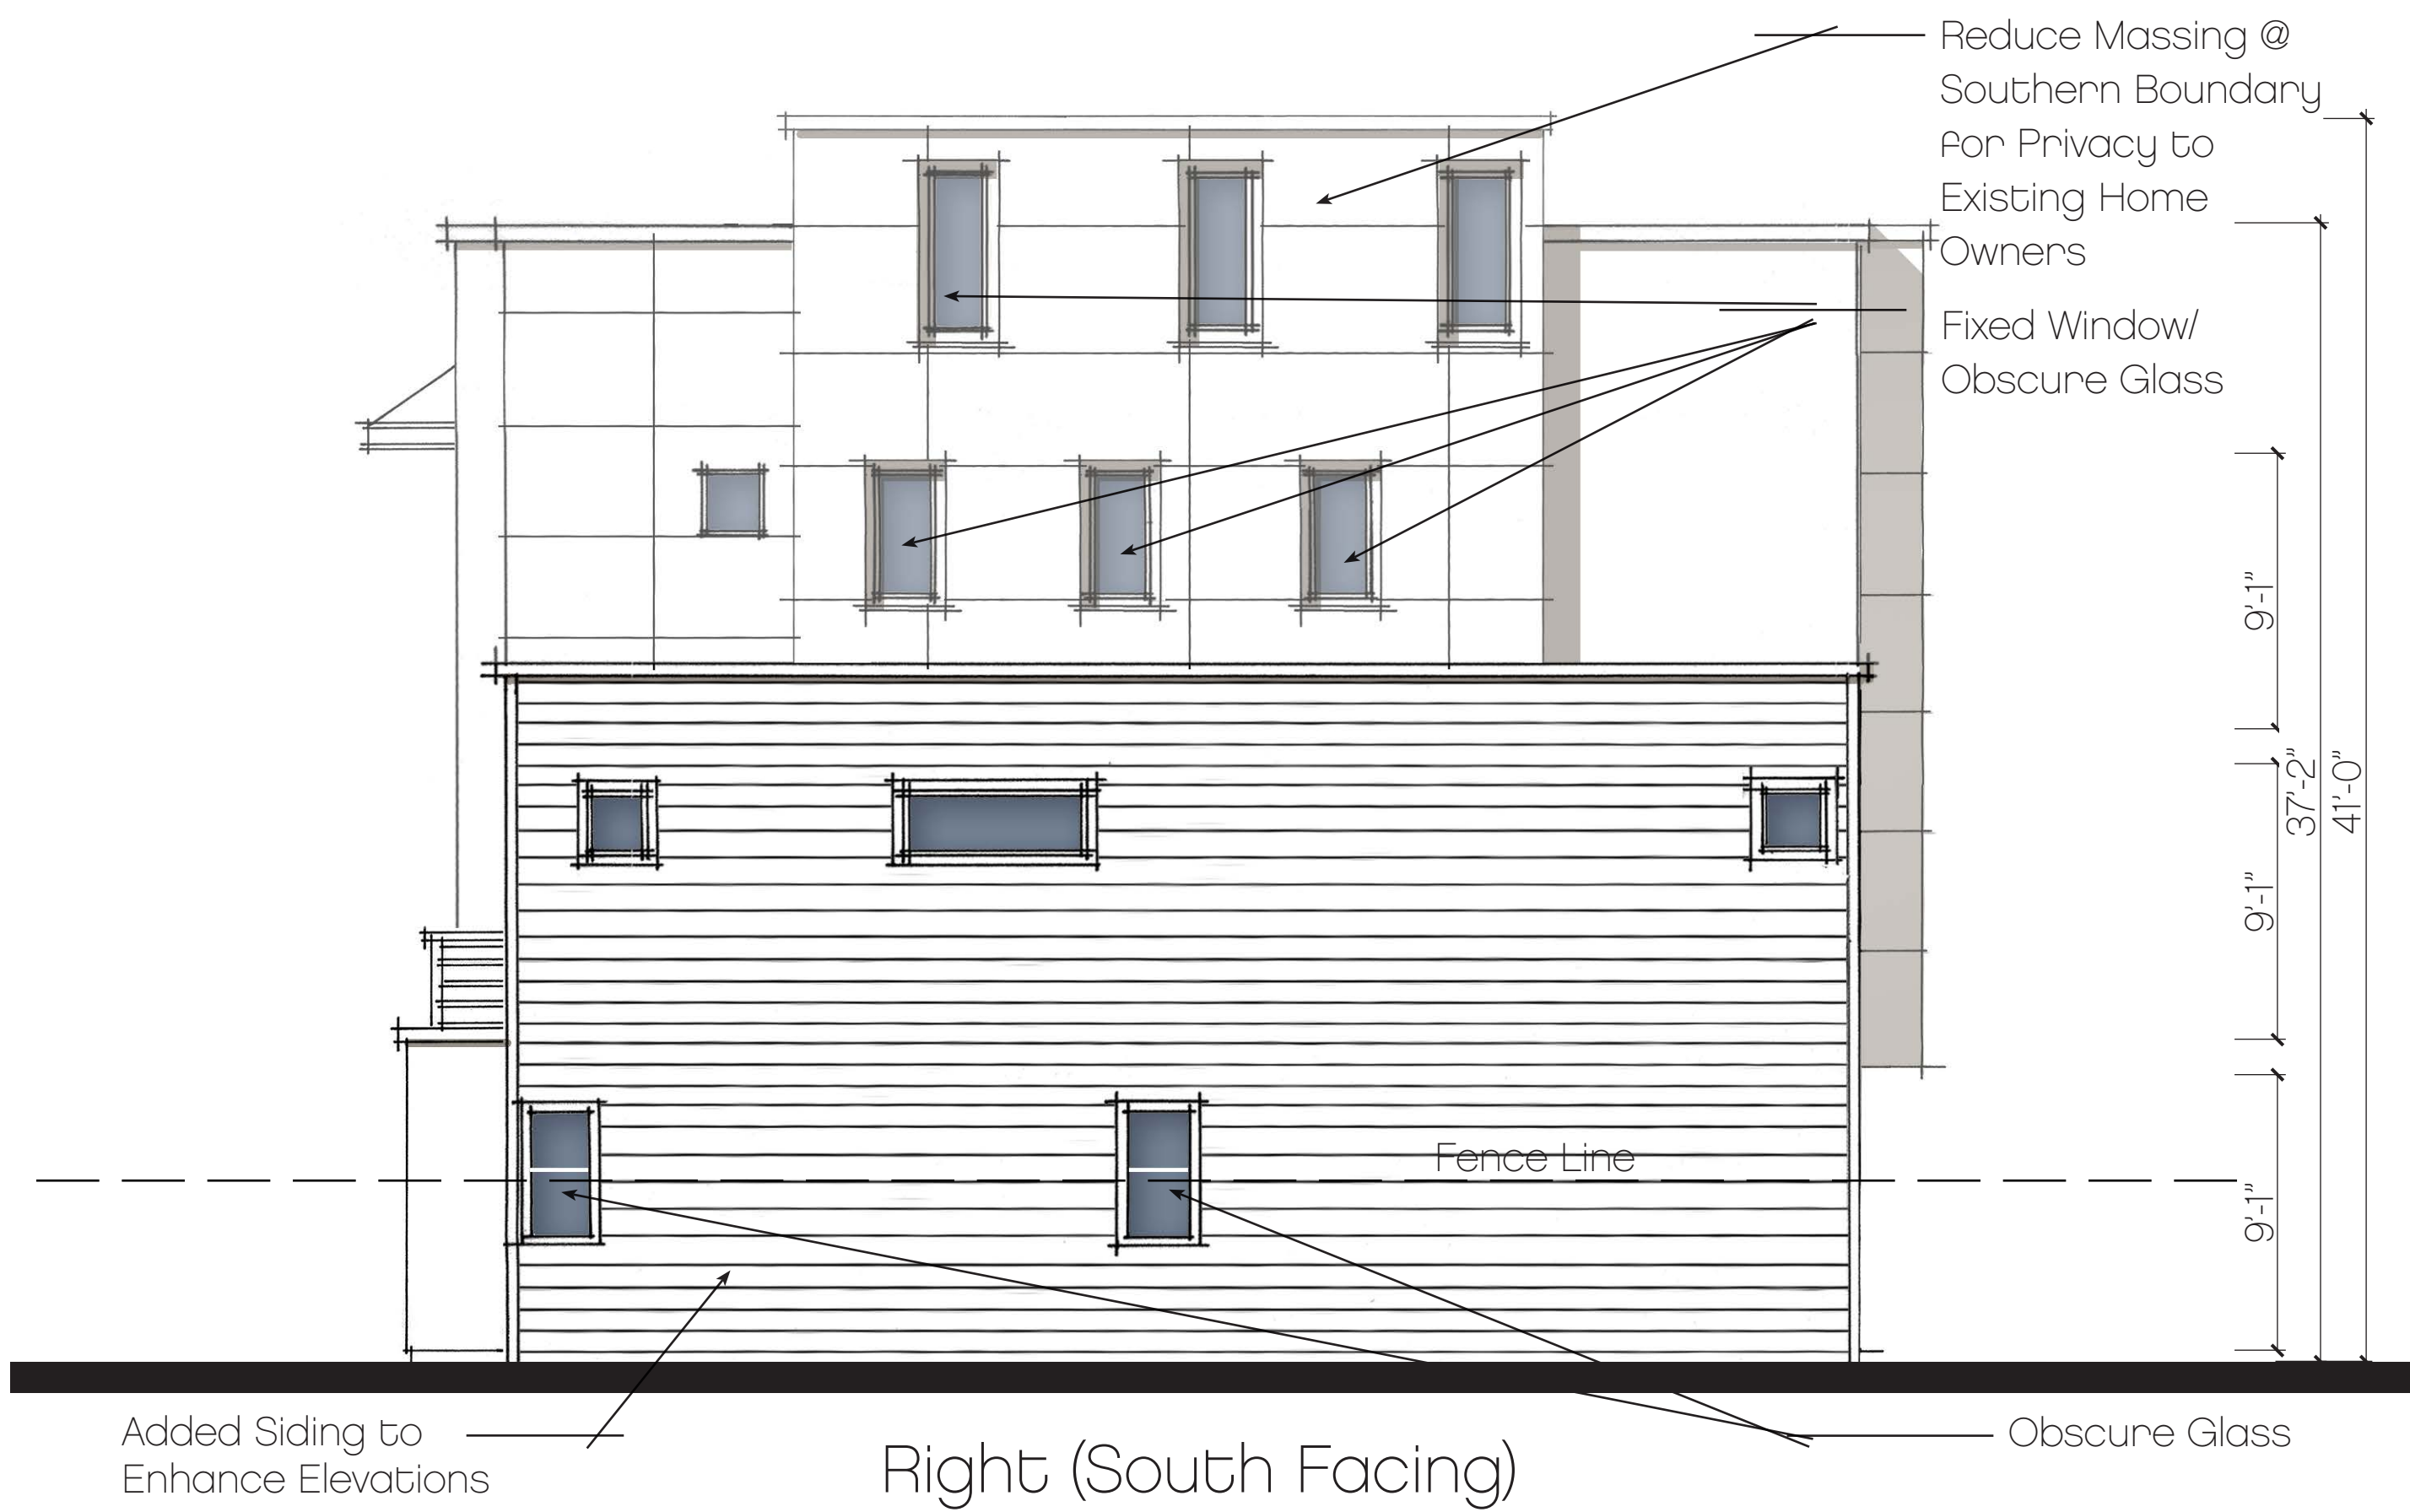 Reduce Massing @
Southern Boundary
for Privacy to
Existing Home
Owners
Fixed Window/
Obscure Glass
9'-1"
37'-2"
41'-0"
9'-1"
Fence Line
9'-1"
Added Siding to
Enhance Elevations
Right (South Facing)
Obscure Glass